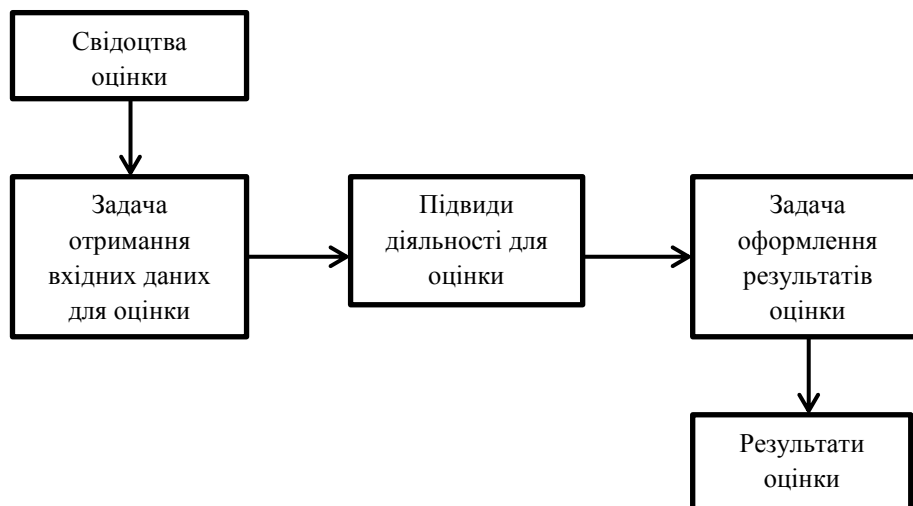 Свідоцтва
оцінки
Задача
отримання
вхідних даних
для оцінки
Підвиди
діяльності для
оцінки
Задача
оформлення
результатів
оцінки
Результати
оцінки